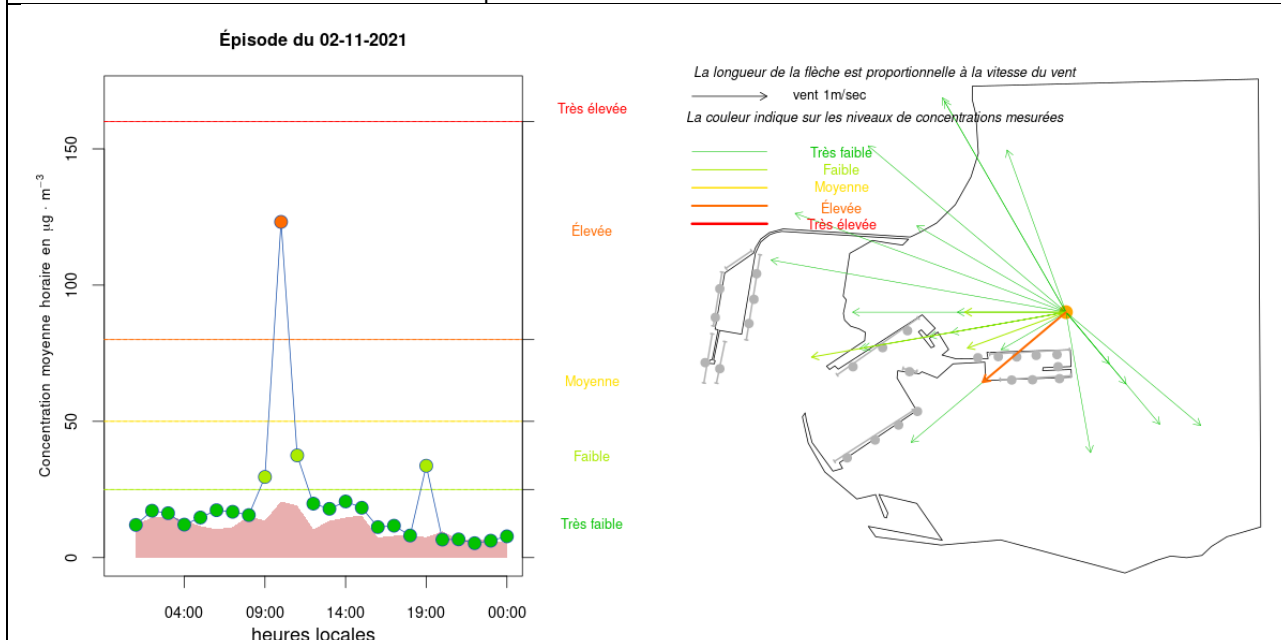 Épisode du 02-11-2021
Concentration moyenne horaire en µg · m⁻³
150
100
50
0
04:00 09:00 14:00 19:00 00:00
heures locales
Très élevée
Élevée
Moyenne
Faible
Très faible
La longueur de la flèche est proportionnelle à la vitesse du vent
vent 1m/sec
La couleur indique sur les niveaux de concentrations mesurées
Très faible
Faible
Moyenne
Élevée
Très élevée